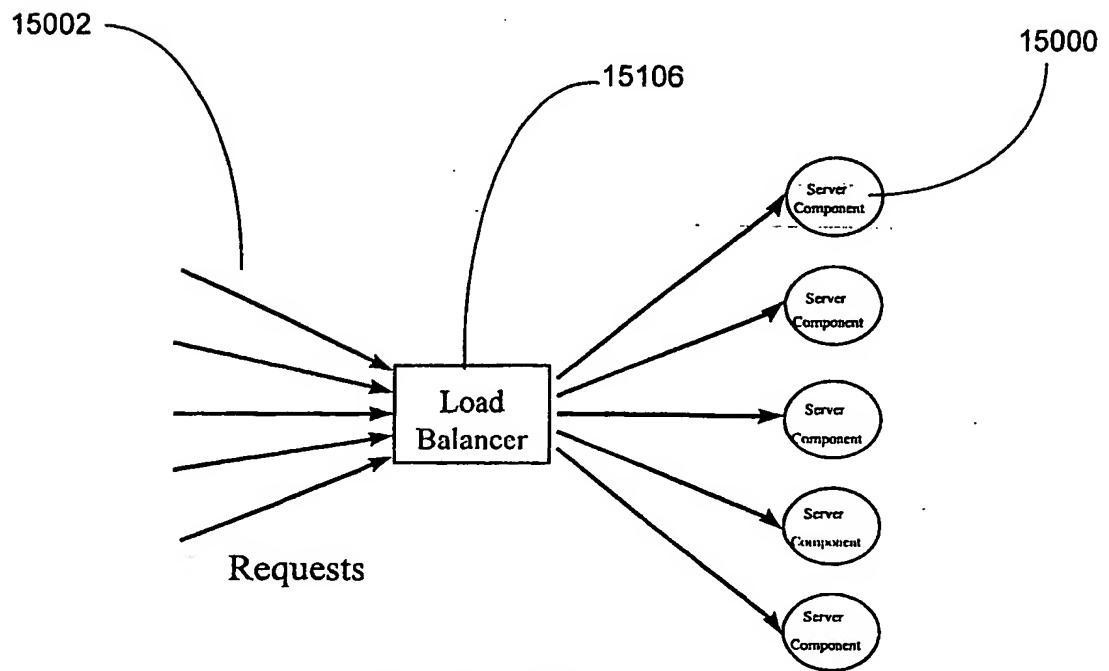 15002
15106
15000
Server
Component
Server
Component
Load
Balancer
Server
Component
Server
Component
Requests
Server
Component